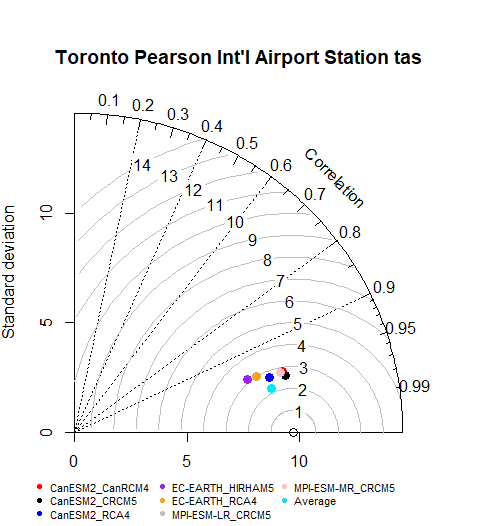 Toronto Pearson Int'l Airport Station tas
0.1
0.2
0.3
0.4
0.5
0.6
0.7
0.8
0.9
0.95
0.99
Correlation
14
13
12
11
10
9
8
7
6
5
4
3
2
1
Standard deviation
10
5
0
0
5
10
CanESM2_CanRCM4
CanESM2_CRCM5
CanESM2_RCA4
EC-EARTH_HIRHAM5
EC-EARTH_RCA4
MPI-ESM-LR_CRCM5
MPI-ESM-MR_CRCM5
Average